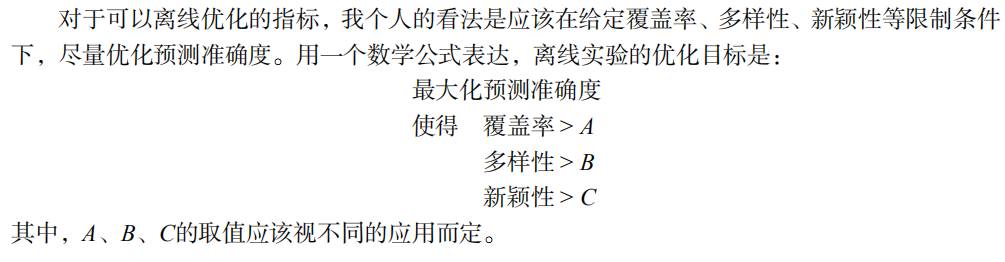 对于可以离线优化的指标，我个人的看法是应该在给定覆盖率、多样性、新颖性等限制条件
下，尽量优化预测准确度。用一个数学公式表达，离线实验的优化目标是：
最大化预测准确度
使得 覆盖率 > A
多样性 > B
新颖性 > C
其中，A、B、C的取值应该视不同的应用而定。